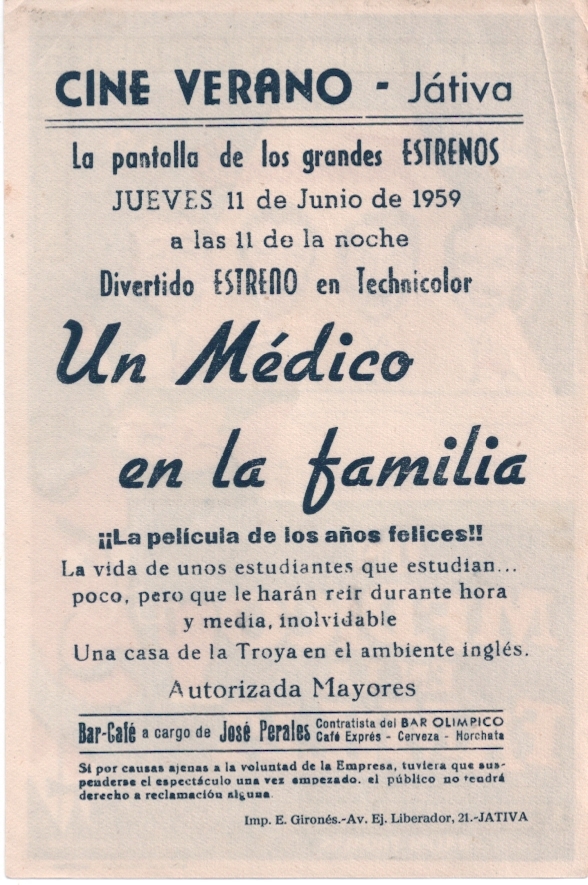 CINE VERANO - Játiva
La pantalla de los grandes ESTRENOS
JUEVES 11 de Junio de 1959
a las 11 de la noche
Divertido ESTRENO en Technicolor
Un Médico
en la familia
¡¡La película de los años felices!!
La vida de unos estudiantes que estudian...
poco, pero que le harán reir durante hora
y media, inolvidable
Una casa de la Troya en el ambiente inglés.
Autorizada Mayores
Bar-Café a cargo de José Perales Contratista del BAR OLIMPICO
Café Exprés - Cerveza - Horchata
Si por causas ajenas a la voluntad de la Empresa, tuviera que sus-
penderse el espectáculo una vez empezado, el público no tendrá
derecho a reclamación alguna.
Imp. E. Gironés.-Av. Ej. Liberador, 21.-JATIVA